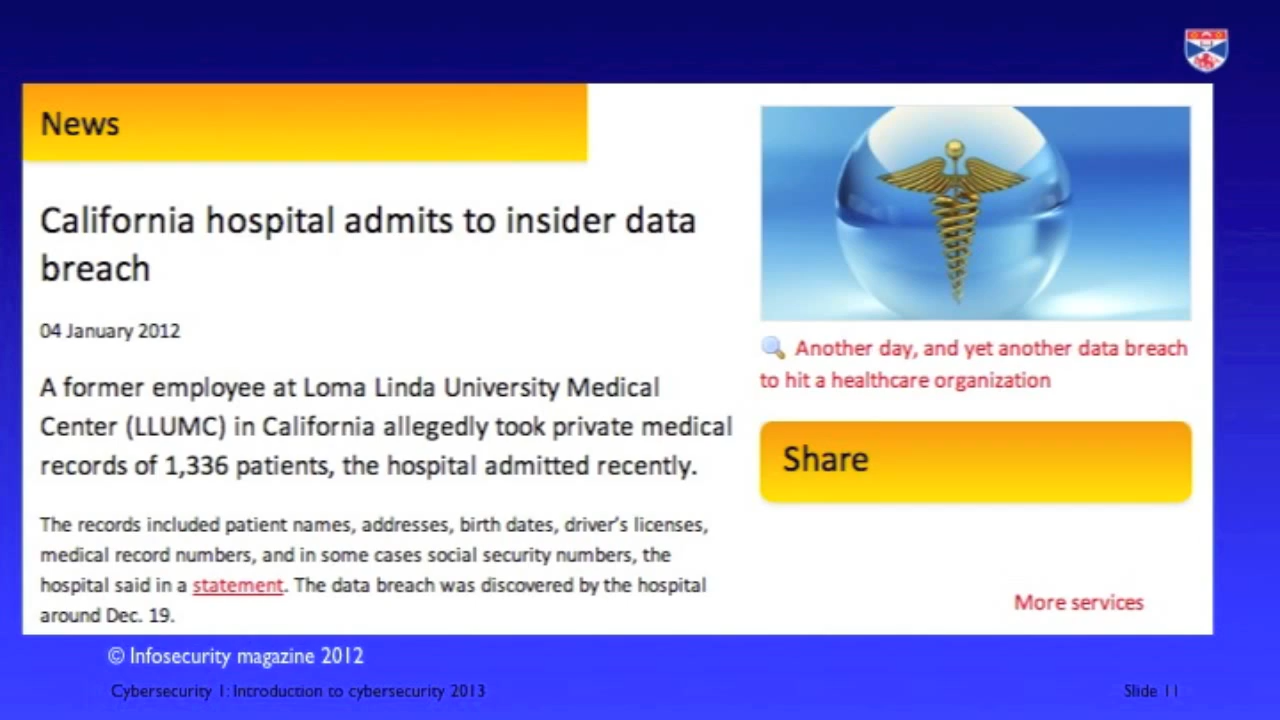 News
California hospital admits to insider data
breach
04 January 2012
A former employee at Loma Linda University Medical
Center (LLUMC) in California allegedly took private medical
records of 1,336 patients, the hospital admitted recently.
The records included patient names, addresses, birth dates, driver's licenses,
medical record numbers, and in some cases social security numbers, the
hospital said in a statement. The data breach was discovered by the hospital
around Dec. 19.
Another day, and yet another data breach
to hit a healthcare organization
Share
More services
© Infosecurity magazine 2012
Cybersecurity 1: Introduction to cybersecurity 2013
Slide 11